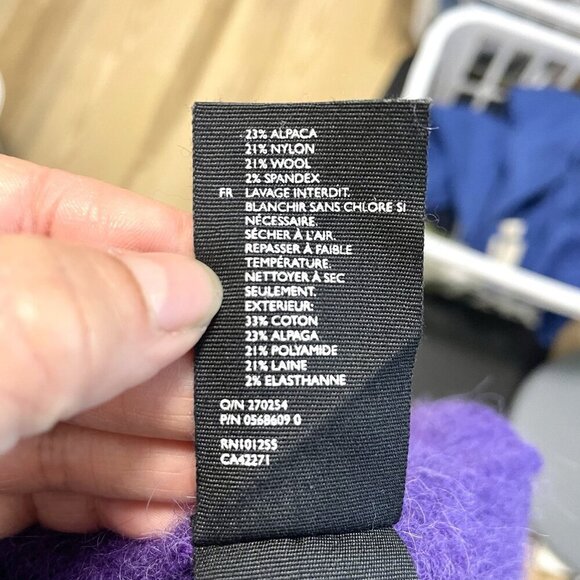 23% ALPACA
21% NYLON
21% WOOL
2% SPANDEX
FR LAVAGE INTERDIT.
BLANCHIR SANS CHLORE SI
NÉCESSAIRE.
SÉCHER À L'AIR.
REPASSER À FAIBLE
TEMPÉRATURE.
NETTOYER À SEC
SEULEMENT.
EXTERIEUR:
33% COTON
23% ALPAGA
21% POLYAMIDE
21% LAINE
2% ELASTHANNE
O/N 270254
P/N 0568609 0
RN101255
CA42271